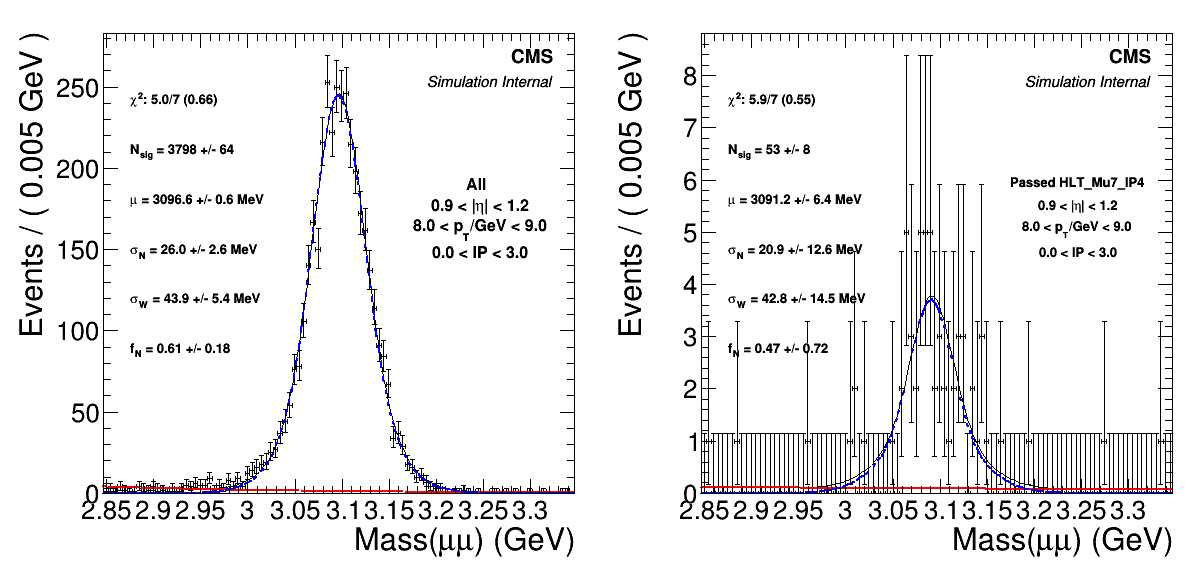 CMS
Simulation Internal
χ²: 5.0/7 (0.66)
N_sig = 3798 +/- 64
μ = 3096.6 +/- 0.6 MeV
σ_N = 26.0 +/- 2.6 MeV
σ_W = 43.9 +/- 5.4 MeV
f_N = 0.61 +/- 0.18
All
0.9 < |η| < 1.2
8.0 < p_T/GeV < 9.0
0.0 < IP < 3.0
Events / ( 0.005 GeV )
250
200
150
100
50
0
2.85 2.9 2.95 3 3.05 3.1 3.15 3.2 3.25 3.3
Mass(μμ) (GeV)
CMS
Simulation Internal
χ²: 5.9/7 (0.55)
N_sig = 53 +/- 8
μ = 3091.2 +/- 6.4 MeV
σ_N = 20.9 +/- 12.6 MeV
σ_W = 42.8 +/- 14.5 MeV
f_N = 0.47 +/- 0.72
Passed HLT_Mu7_IP4
0.9 < |η| < 1.2
8.0 < p_T/GeV < 9.0
0.0 < IP < 3.0
Events / ( 0.005 GeV )
8
7
6
5
4
3
2
1
0
2.85 2.9 2.95 3 3.05 3.1 3.15 3.2 3.25 3.3
Mass(μμ) (GeV)